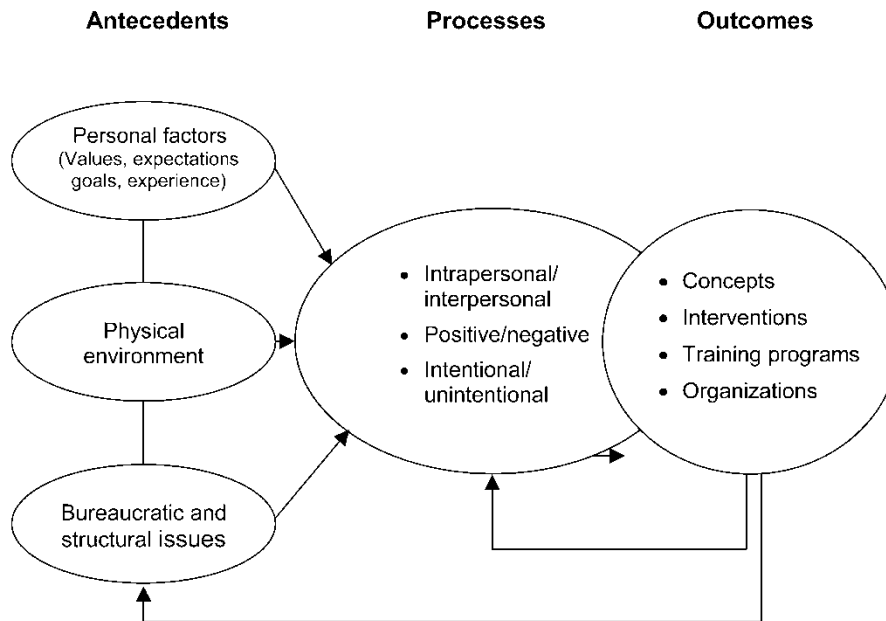 Antecedents
Processes
Outcomes
Personal factors
(Values, expectations
goals, experience)
Physical
environment
Bureaucratic and
structural issues
• Intrapersonal/
interpersonal
• Positive/negative
• Intentional/
unintentional
• Concepts
• Interventions
• Training programs
• Organizations